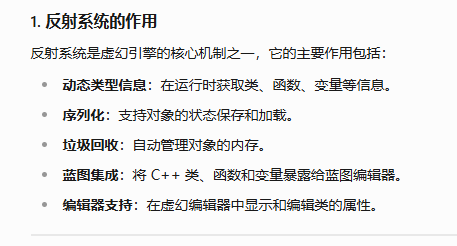 1. 反射系统的作用
反射系统是虚幻引擎的核心机制之一，它的主要作用包括：
• 动态类型信息：在运行时获取类、函数、变量等信息。
• 序列化：支持对象的状态保存和加载。
• 垃圾回收：自动管理对象的内存。
• 蓝图集成：将 C++ 类、函数和变量暴露给蓝图编辑器。
• 编辑器支持：在虚幻编辑器中显示和编辑类的属性。